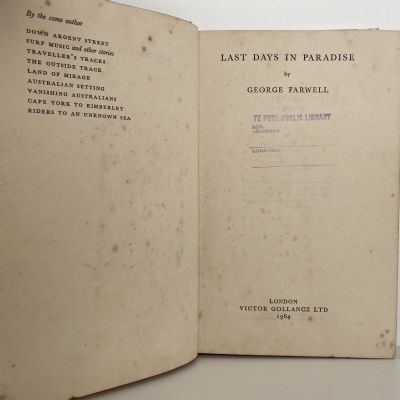 By the same author
DOWN ARGENT STREET
SURF MUSIC and other stories
TRAVELLER'S TRACKS
THE OUTSIDE TRACK
LAND OF MIRAGE
AUSTRALIAN SETTING
VANISHING AUSTRALIANS
CAPE YORK TO KIMBERLEY
RIDERS TO AN UNKNOWN SEA
LAST DAYS IN PARADISE
by
GEORGE FARWELL
TE PUKE PUBLIC LIBRARY
LONDON
VICTOR GOLLANCZ LTD
1964